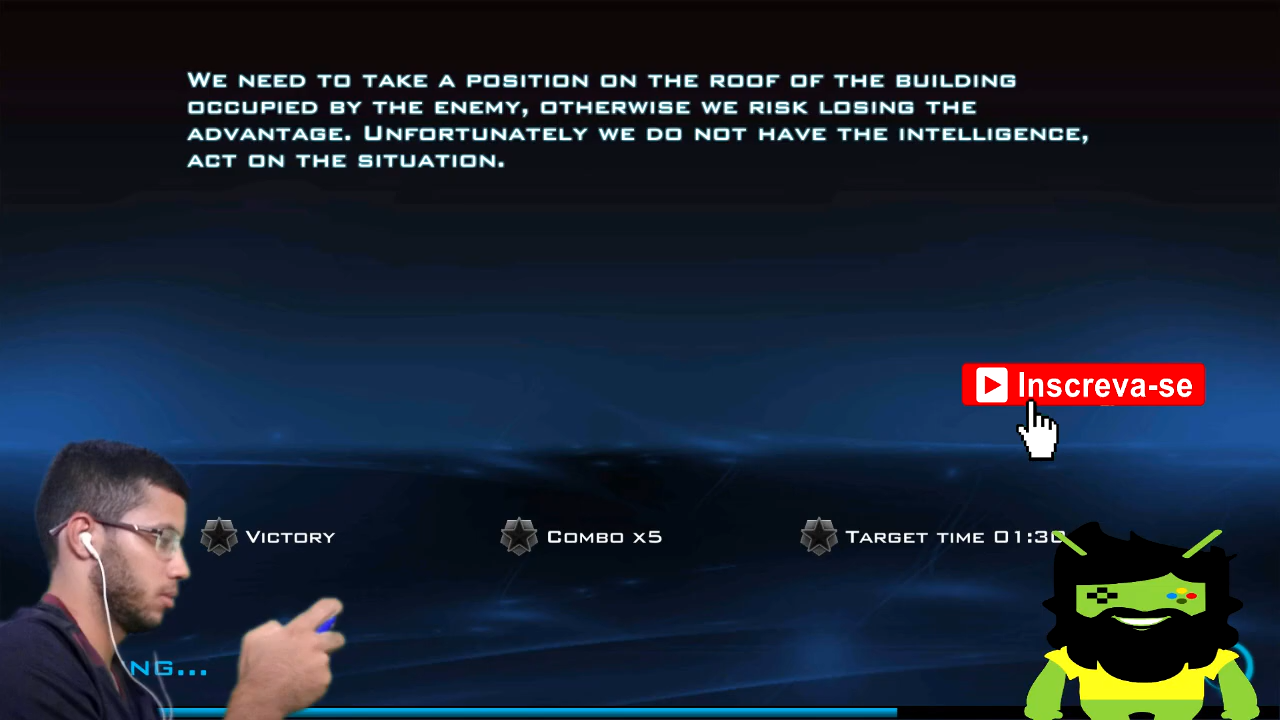 We need to take a position on the roof of the building
occupied by the enemy, otherwise we risk losing the
advantage. Unfortunately we do not have the intelligence,
act on the situation.
Inscreva-se
Victory
Combo x5
Target time 01:30
NG...